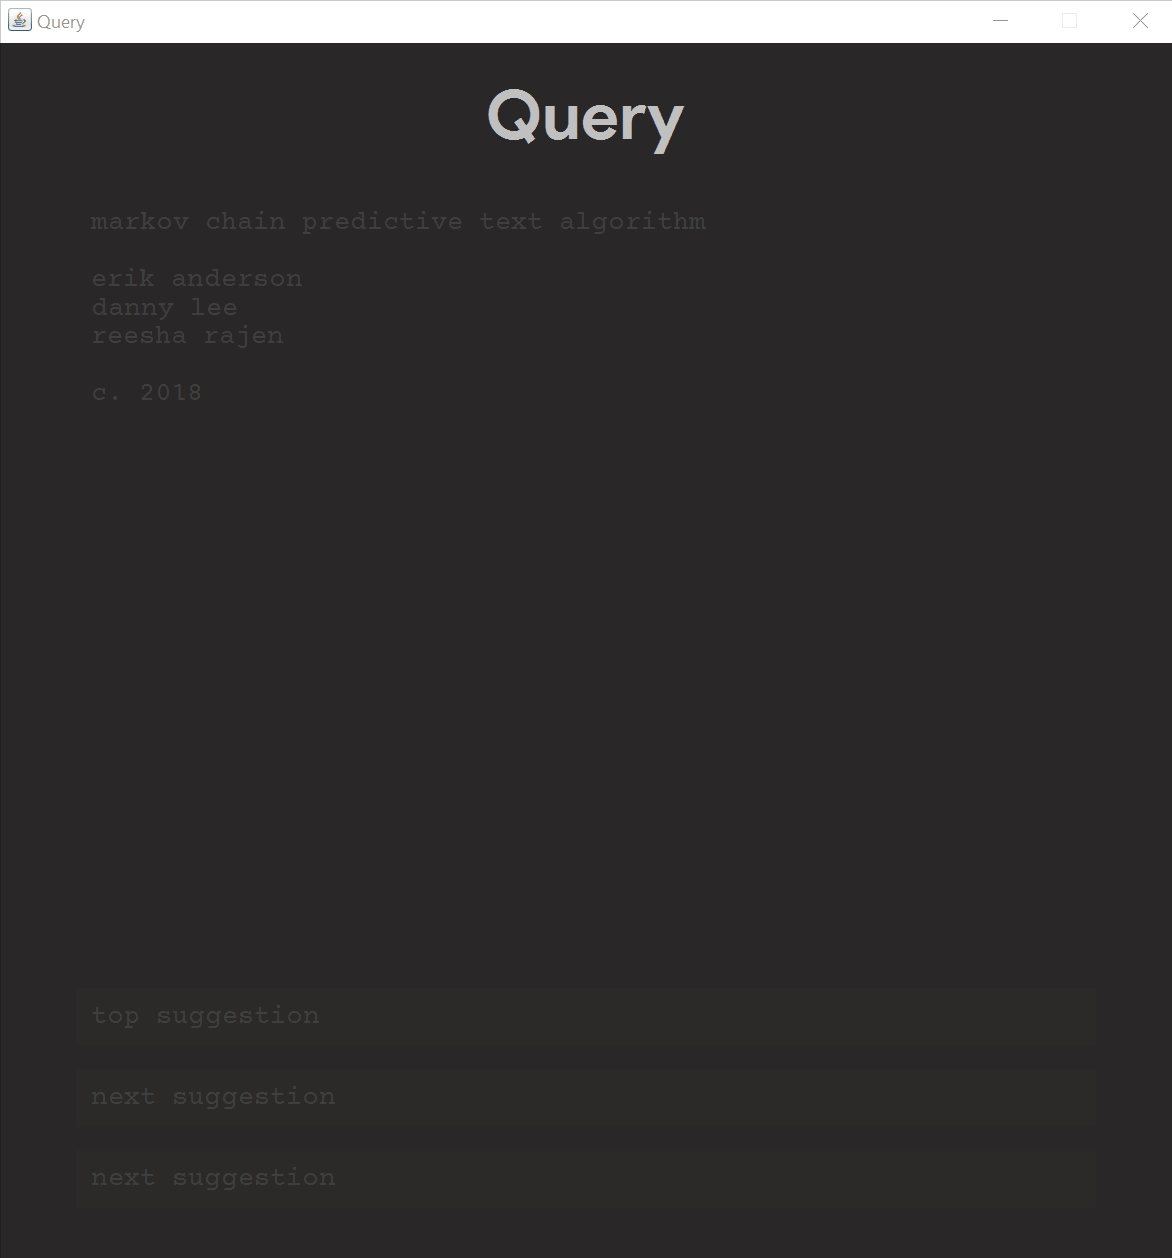 Query
Query
markov chain predictive text algorithm
erik anderson
danny lee
reesha rajen
c. 2018
top suggestion
next suggestion
next suggestion